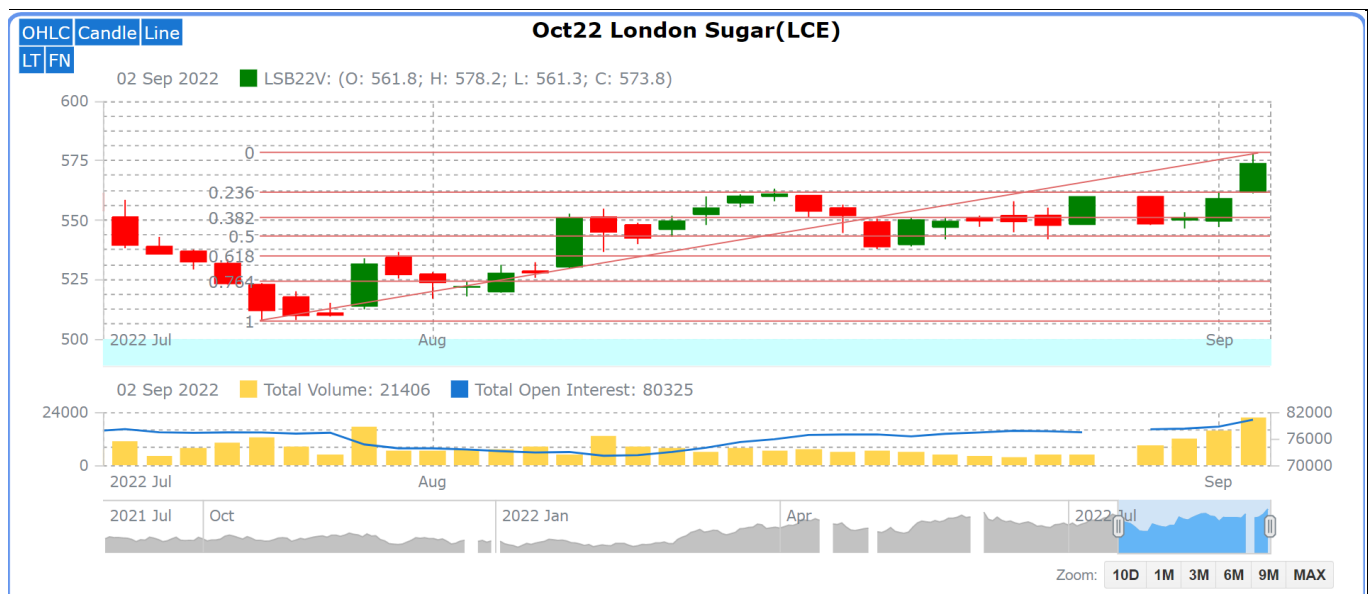 OHLC Candle Line
LT FN
Oct22 London Sugar(LCE)
02 Sep 2022 LSB22V: (O: 561.8; H: 578.2; L: 561.3; C: 573.8)
600
575
550
525
500
0
0.236
0.382
0.5
0.618
0.764
1
2022 Jul Aug Sep
02 Sep 2022 Total Volume: 21406 Total Open Interest: 80325
24000 82000
76000
0 70000
2022 Jul Aug Sep
2021 Jul Oct 2022 Jan Apr 2022 Jul
Zoom: 10D 1M 3M 6M 9M MAX